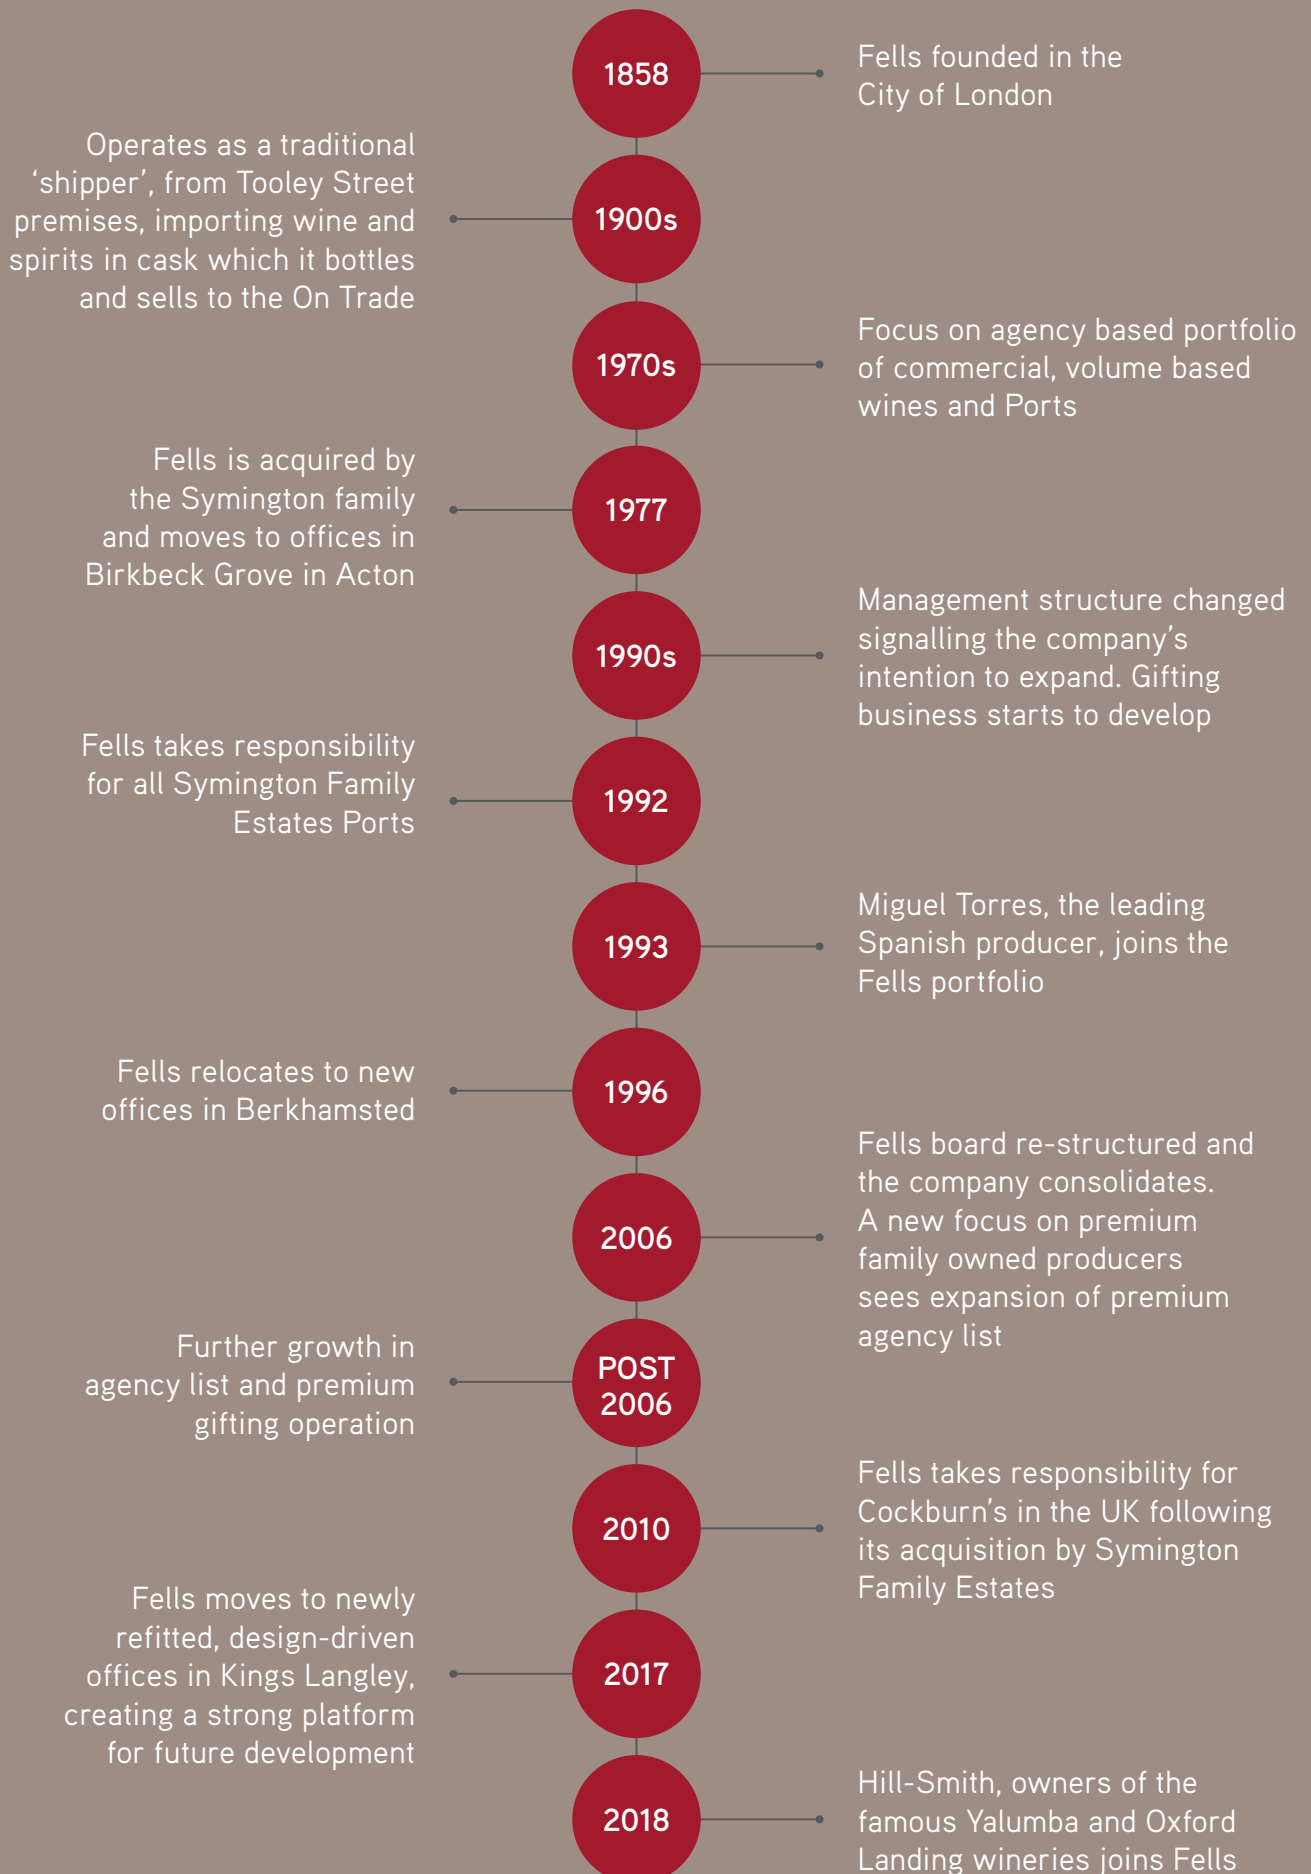 1858
Fells founded in the
City of London
Operates as a traditional
‘shipper’, from Tooley Street
premises, importing wine and
spirits in cask which it bottles
and sells to the On Trade
1900s
1970s
Focus on agency based portfolio
of commercial, volume based
wines and Ports
Fells is acquired by
the Symington family
and moves to offices in
Birkbeck Grove in Acton
1977
1990s
Management structure changed
signalling the company’s
intention to expand. Gifting
business starts to develop
Fells takes responsibility
for all Symington Family
Estates Ports
1992
1993
Miguel Torres, the leading
Spanish producer, joins the
Fells portfolio
Fells relocates to new
offices in Berkhamsted
1996
2006
Fells board re-structured and
the company consolidates.
A new focus on premium
family owned producers
sees expansion of premium
agency list
Further growth in
agency list and premium
gifting operation
POST
2006
2010
Fells takes responsibility for
Cockburn’s in the UK following
its acquisition by Symington
Family Estates
Fells moves to newly
refitted, design-driven
offices in Kings Langley,
creating a strong platform
for future development
2017
2018
Hill-Smith, owners of the
famous Yalumba and Oxford
Landing wineries joins Fells